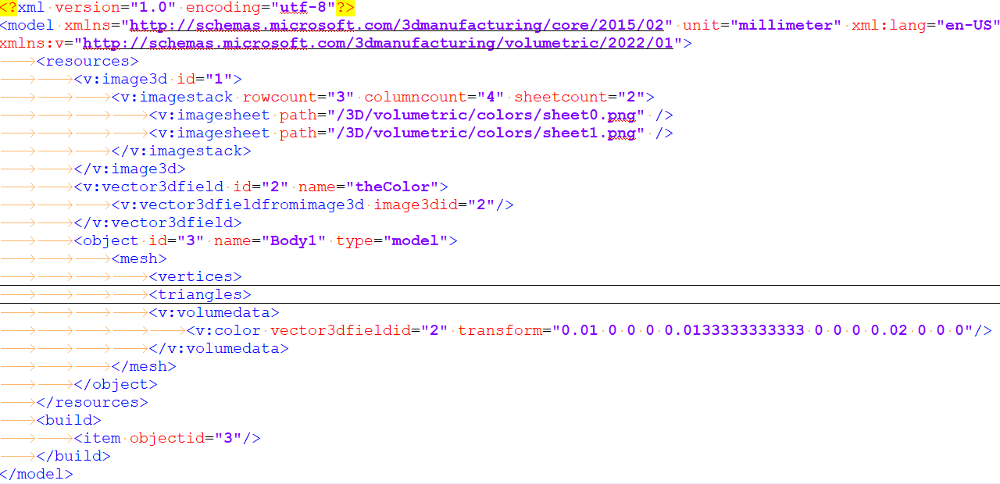 <?xml version="1.0" encoding="utf-8"?>
<model xmlns="http://schemas.microsoft.com/3dmanufacturing/core/2015/02" unit="millimeter" xml:lang="en-US"
xmlns:v="http://schemas.microsoft.com/3dmanufacturing/volumetric/2022/01">
<resources>
<v:image3d id="1">
<v:imagestack rowcount="3" columncount="4" sheetcount="2">
<v:imagesheet path="/3D/volumetric/colors/sheet0.png" />
<v:imagesheet path="/3D/volumetric/colors/sheet1.png" />
</v:imagestack>
</v:image3d>
<v:vector3dfield id="2" name="theColor">
<v:vector3dfieldfromimage3d image3did="2"/>
</v:vector3dfield>
<object id="3" name="Body1" type="model">
<mesh>
<vertices>
<triangles>
<v:volumedata>
<v:color vector3dfieldid="2" transform="0.01 0 0 0 0.0133333333333 0 0 0 0.02 0 0 0"/>
</v:volumedata>
</mesh>
</object>
</resources>
<build>
<item objectid="3"/>
</build>
</model>